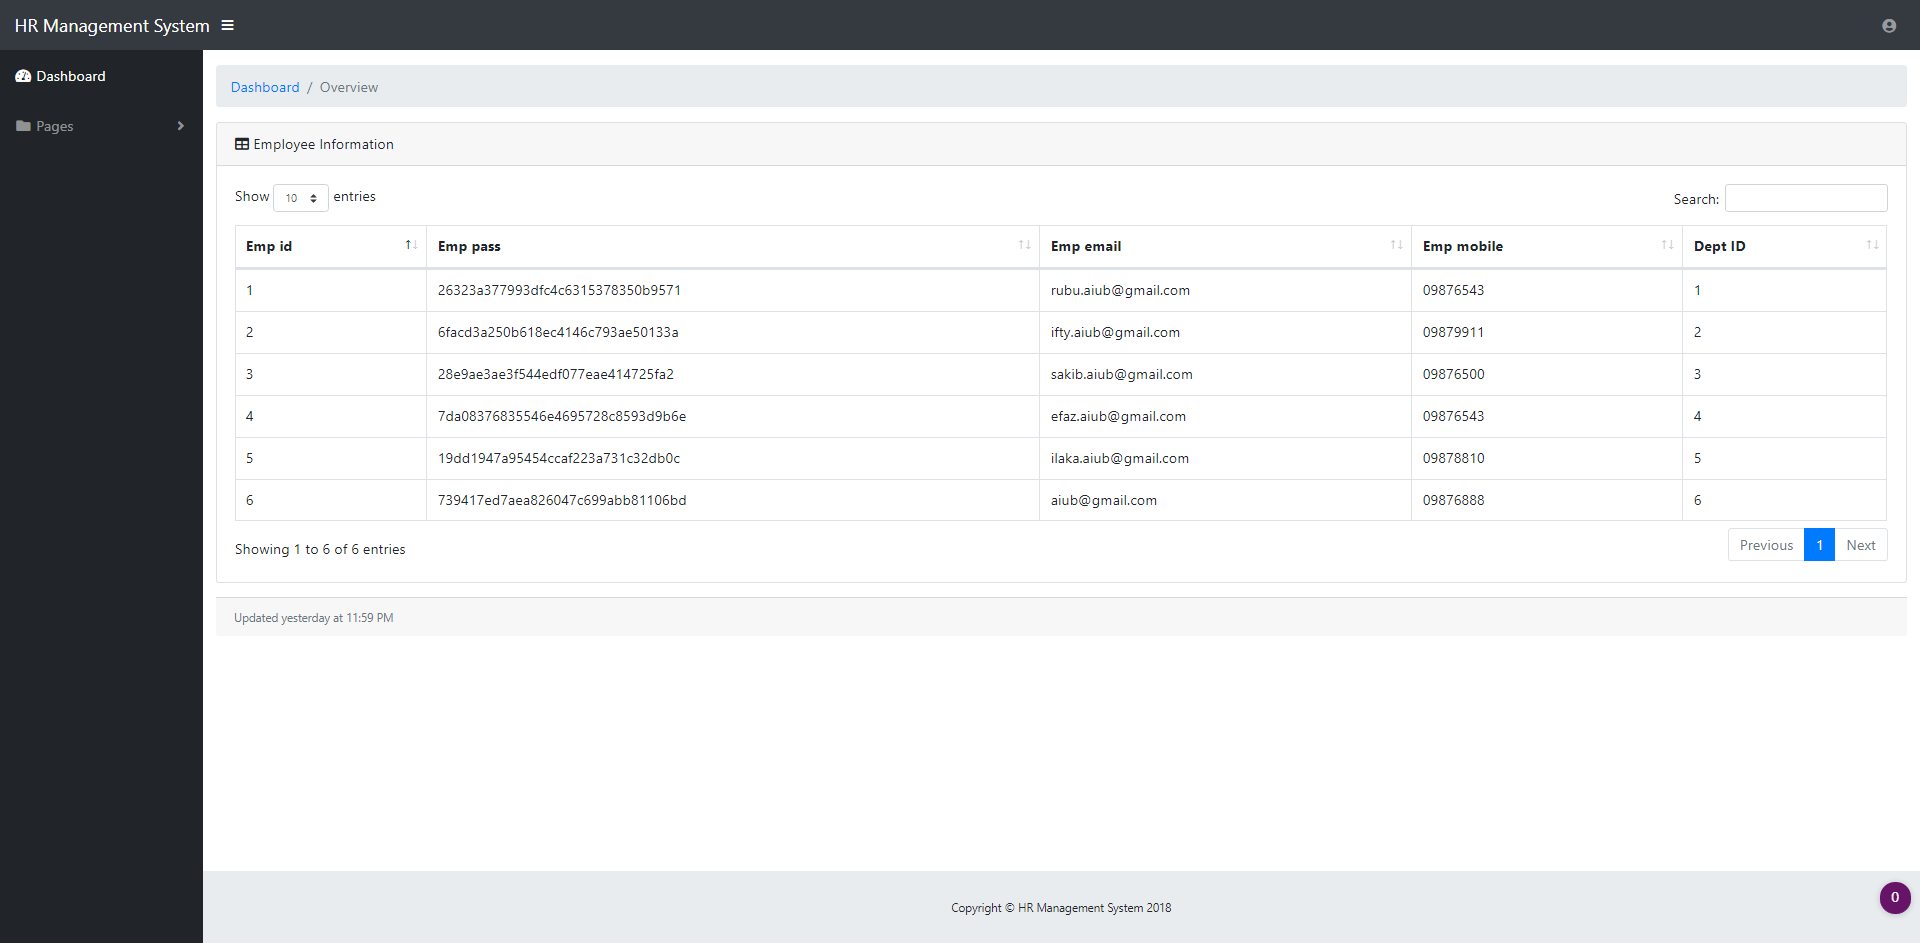 HR Management System
Dashboard
Pages
Dashboard / Overview
Employee Information
Show 10 entries
Search:
Emp id Emp pass Emp email Emp mobile Dept ID
1 26323a377993dfc4c6315378350b9571 rubu.aiub@gmail.com 09876543 1
2 6facd3a250b618ec4146c793ae50133a ifty.aiub@gmail.com 09879911 2
3 28e9ae3ae3f544edf077eae414725fa2 sakib.aiub@gmail.com 09876500 3
4 7da08376835546e4695728c8593d9b6e efaz.aiub@gmail.com 09876543 4
5 19dd1947a95454ccaf223a731c32db0c ilaka.aiub@gmail.com 09878810 5
6 739417ed7aea826047c699abb81106bd aiub@gmail.com 09876888 6
Showing 1 to 6 of 6 entries
Previous 1 Next
Updated yesterday at 11:59 PM
Copyright © HR Management System 2018
0